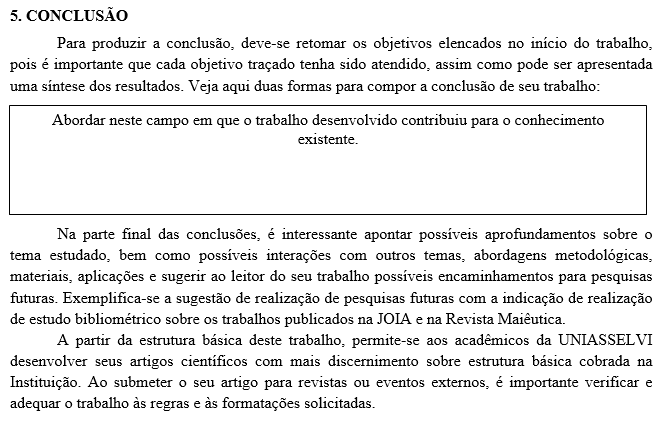 5. CONCLUSÃO
Para produzir a conclusão, deve-se retomar os objetivos elencados no início do trabalho,
pois é importante que cada objetivo traçado tenha sido atendido, assim como pode ser apresentada
uma síntese dos resultados. Veja aqui duas formas para compor a conclusão de seu trabalho:
Abordar neste campo em que o trabalho desenvolvido contribuiu para o conhecimento
existente.
Na parte final das conclusões, é interessante apontar possíveis aprofundamentos sobre o
tema estudado, bem como possíveis interações com outros temas, abordagens metodológicas,
materiais, aplicações e sugerir ao leitor do seu trabalho possíveis encaminhamentos para pesquisas
futuras. Exemplifica-se a sugestão de realização de pesquisas futuras com a indicação de realização
de estudo bibliométrico sobre os trabalhos publicados na JOIA e na Revista Maiêutica.
A partir da estrutura básica deste trabalho, permite-se aos acadêmicos da UNIASSELVI
desenvolver seus artigos científicos com mais discernimento sobre estrutura básica cobrada na
Instituição. Ao submeter o seu artigo para revistas ou eventos externos, é importante verificar e
adequar o trabalho às regras e às formatações solicitadas.